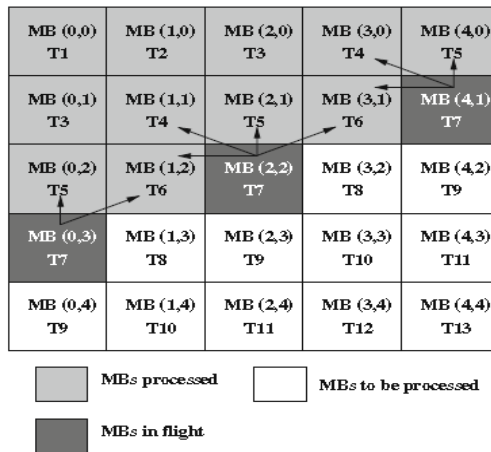 MB (0,0) MB (1,0) MB (2,0) MB (3,0) MB (4,0)
T1 T2 T3 T4 T5
MB (0,1) MB (1,1) MB (2,1) MB (3,1) MB (4,1)
T3 T4 T5 T6 T7
MB (0,2) MB (1,2) MB (2,2) MB (3,2) MB (4,2)
T5 T6 T7 T8 T9
MB (0,3) MB (1,3) MB (2,3) MB (3,3) MB (4,3)
T7 T8 T9 T10 T11
MB (0,4) MB (1,4) MB (2,4) MB (3,4) MB (4,4)
T9 T10 T11 T12 T13
MBs processed MBs to be processed
MBs in flight